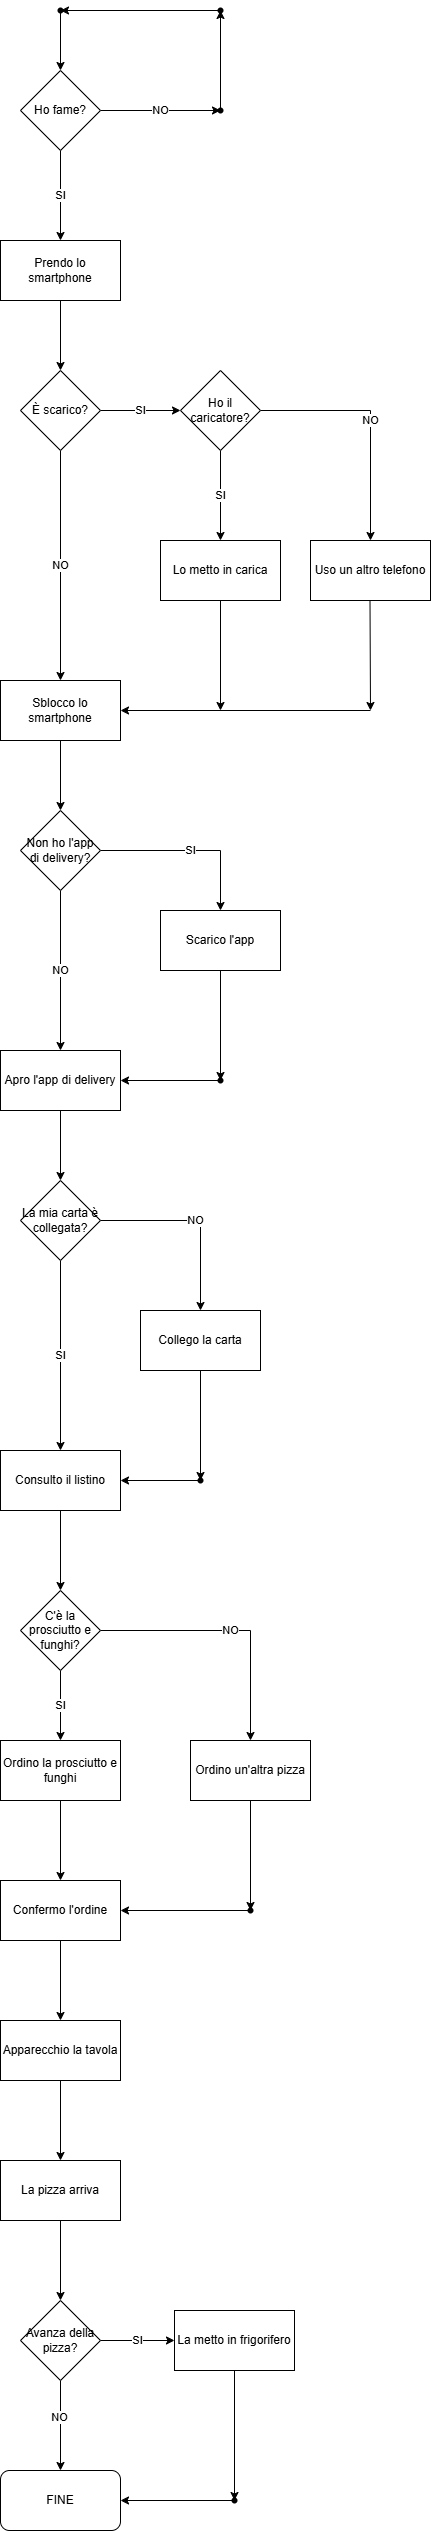 Ho fame?
NO
SI
Prendo lo
smartphone
È scarico?
SI
Ho il
caricatore?
NO
SI
NO
Lo metto in carica
Uso un altro telefono
Sblocco lo
smartphone
Non ho l'app
di delivery?
SI
NO
Scarico l'app
Apro l'app di delivery
La mia carta è
collegata?
NO
SI
Collego la carta
Consulto il listino
C'è la
prosciutto e
funghi?
NO
SI
Ordino la prosciutto e
funghi
Ordino un'altra pizza
Confermo l'ordine
Apparecchio la tavola
La pizza arriva
Avanza della
pizza?
SI
La metto in frigorifero
NO
FINE